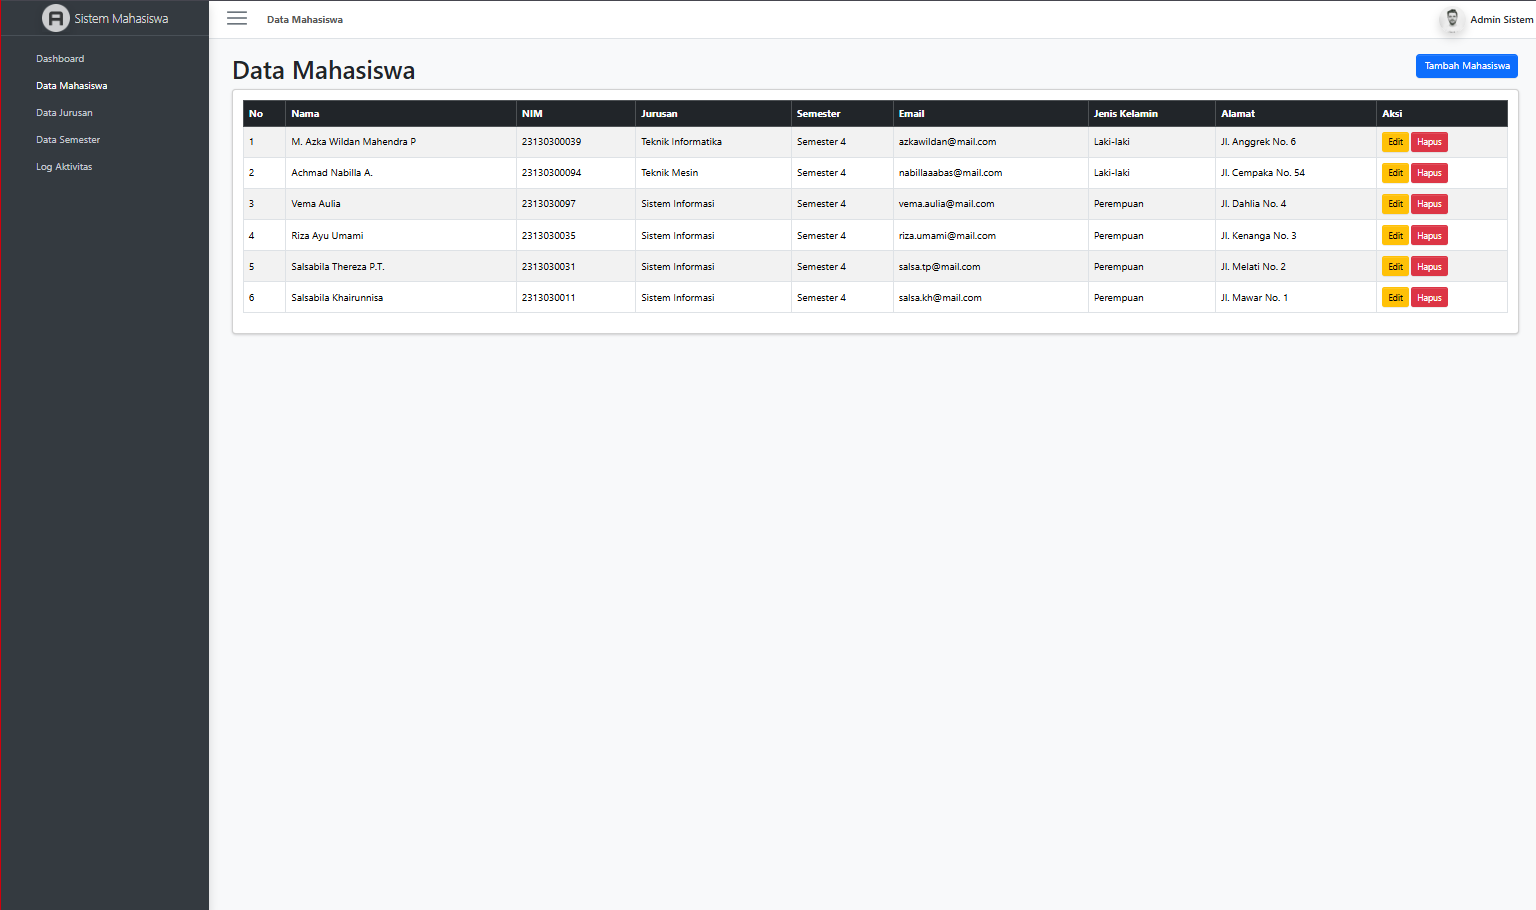 Sistem Mahasiswa
Data Mahasiswa
Admin Sistem
Dashboard
Data Mahasiswa
Data Jurusan
Data Semester
Log Aktivitas
Data Mahasiswa
Tambah Mahasiswa
No Nama NIM Jurusan Semester Email Jenis Kelamin Alamat Aksi
1 M. Azka Wildan Mahendra P 23130300039 Teknik Informatika Semester 4 azkawildan@mail.com Laki-laki Jl. Anggrek No. 6 Edit Hapus
2 Achmad Nabilla A. 23130300094 Teknik Mesin Semester 4 nabillaaabas@mail.com Laki-laki Jl. Cempaka No. 54 Edit Hapus
3 Vema Aulia 2313030097 Sistem Informasi Semester 4 vema.aulia@mail.com Perempuan Jl. Dahlia No. 4 Edit Hapus
4 Riza Ayu Umami 2313030035 Sistem Informasi Semester 4 riza.umami@mail.com Perempuan Jl. Kenanga No. 3 Edit Hapus
5 Salsabila Thereza P.T. 2313030031 Sistem Informasi Semester 4 salsa.tp@mail.com Perempuan Jl. Melati No. 2 Edit Hapus
6 Salsabila Khairunnisa 2313030011 Sistem Informasi Semester 4 salsa.kh@mail.com Perempuan Jl. Mawar No. 1 Edit Hapus